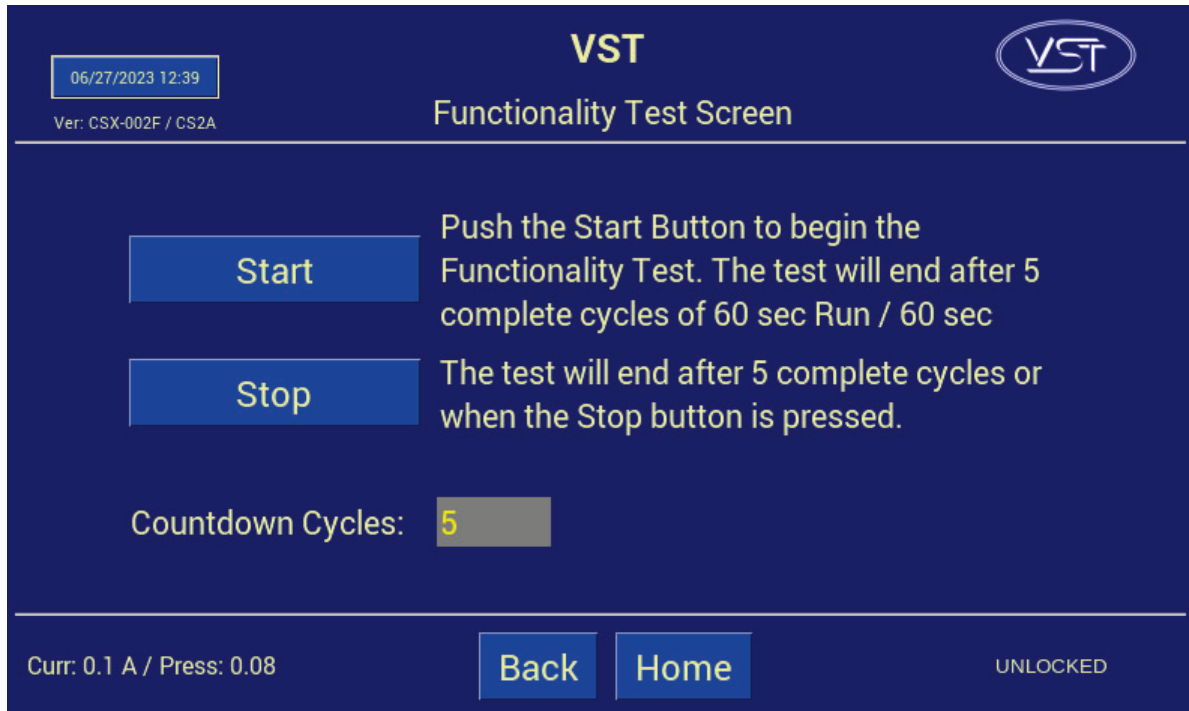 VST
VST
06/27/2023 12:39
Functionality Test Screen
Ver: CSX-002F / CS2A
Push the Start Button to begin the
Start
Functionality Test. The test will end after 5
complete cycles of 60 sec Run / 60 sec
The test will end after 5 complete cycles or
Stop
when the Stop button is pressed.
Countdown Cycles: 5
Curr: 0.1 A / Press: 0.08
Back
Home
UNLOCKED